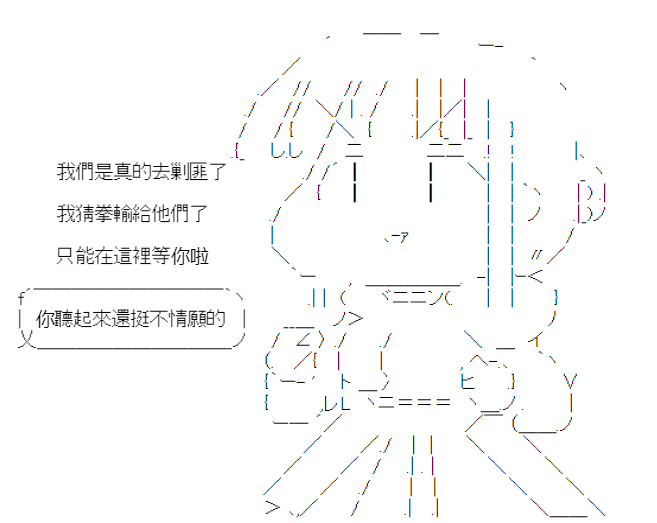 我們是真的去剿匪了
我猜拳輸給他們了
只能在這裡等你啦
你聽起來還挺不情願的